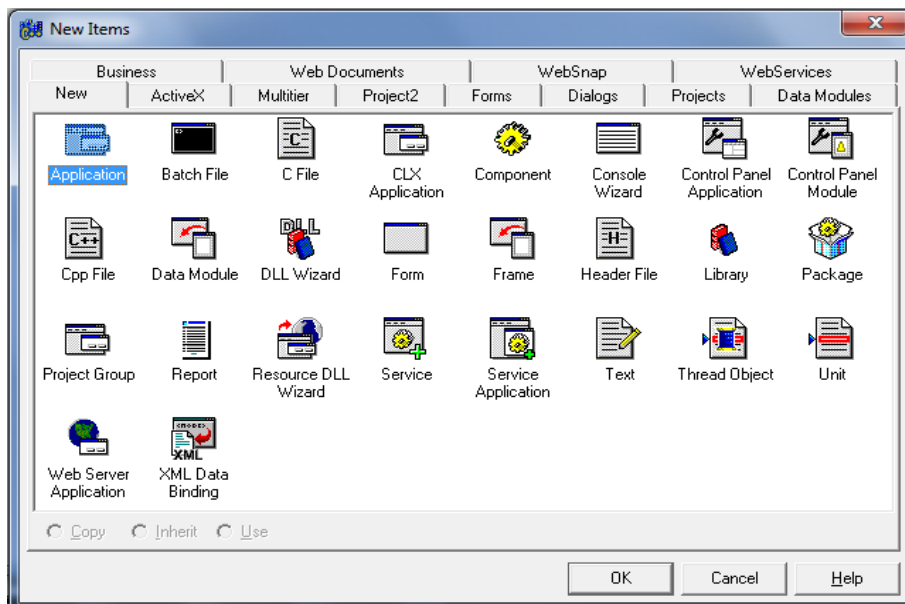 New Items
Business Web Documents WebSnap WebServices
New ActiveX Multitier Project2 Forms Dialogs Projects Data Modules
Application Batch File C File CLX Application Component Console Wizard Control Panel Application Control Panel Module
Cpp File Data Module DLL Wizard Form Frame Header File Library Package
Project Group Report Resource DLL Wizard Service Service Application Text Thread Object Unit
Web Server Application XML Data Binding
Copy Inherit Use
OK Cancel Help